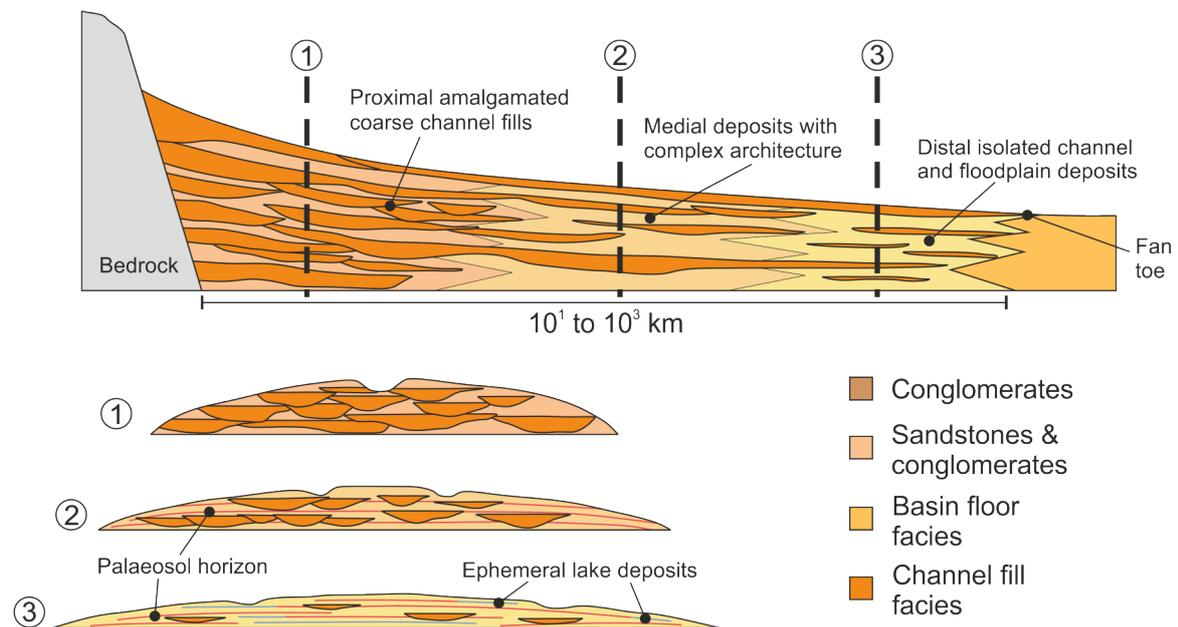 1
2
3
Proximal amalgamated
coarse channel fills
Medial deposits with
complex architecture
Distal isolated channel
and floodplain deposits
Bedrock
Fan
toe
10¹ to 10³ km
1
2
Palaeosol horizon
Ephemeral lake deposits
3
Conglomerates
Sandstones &
conglomerates
Basin floor
facies
Channel fill
facies